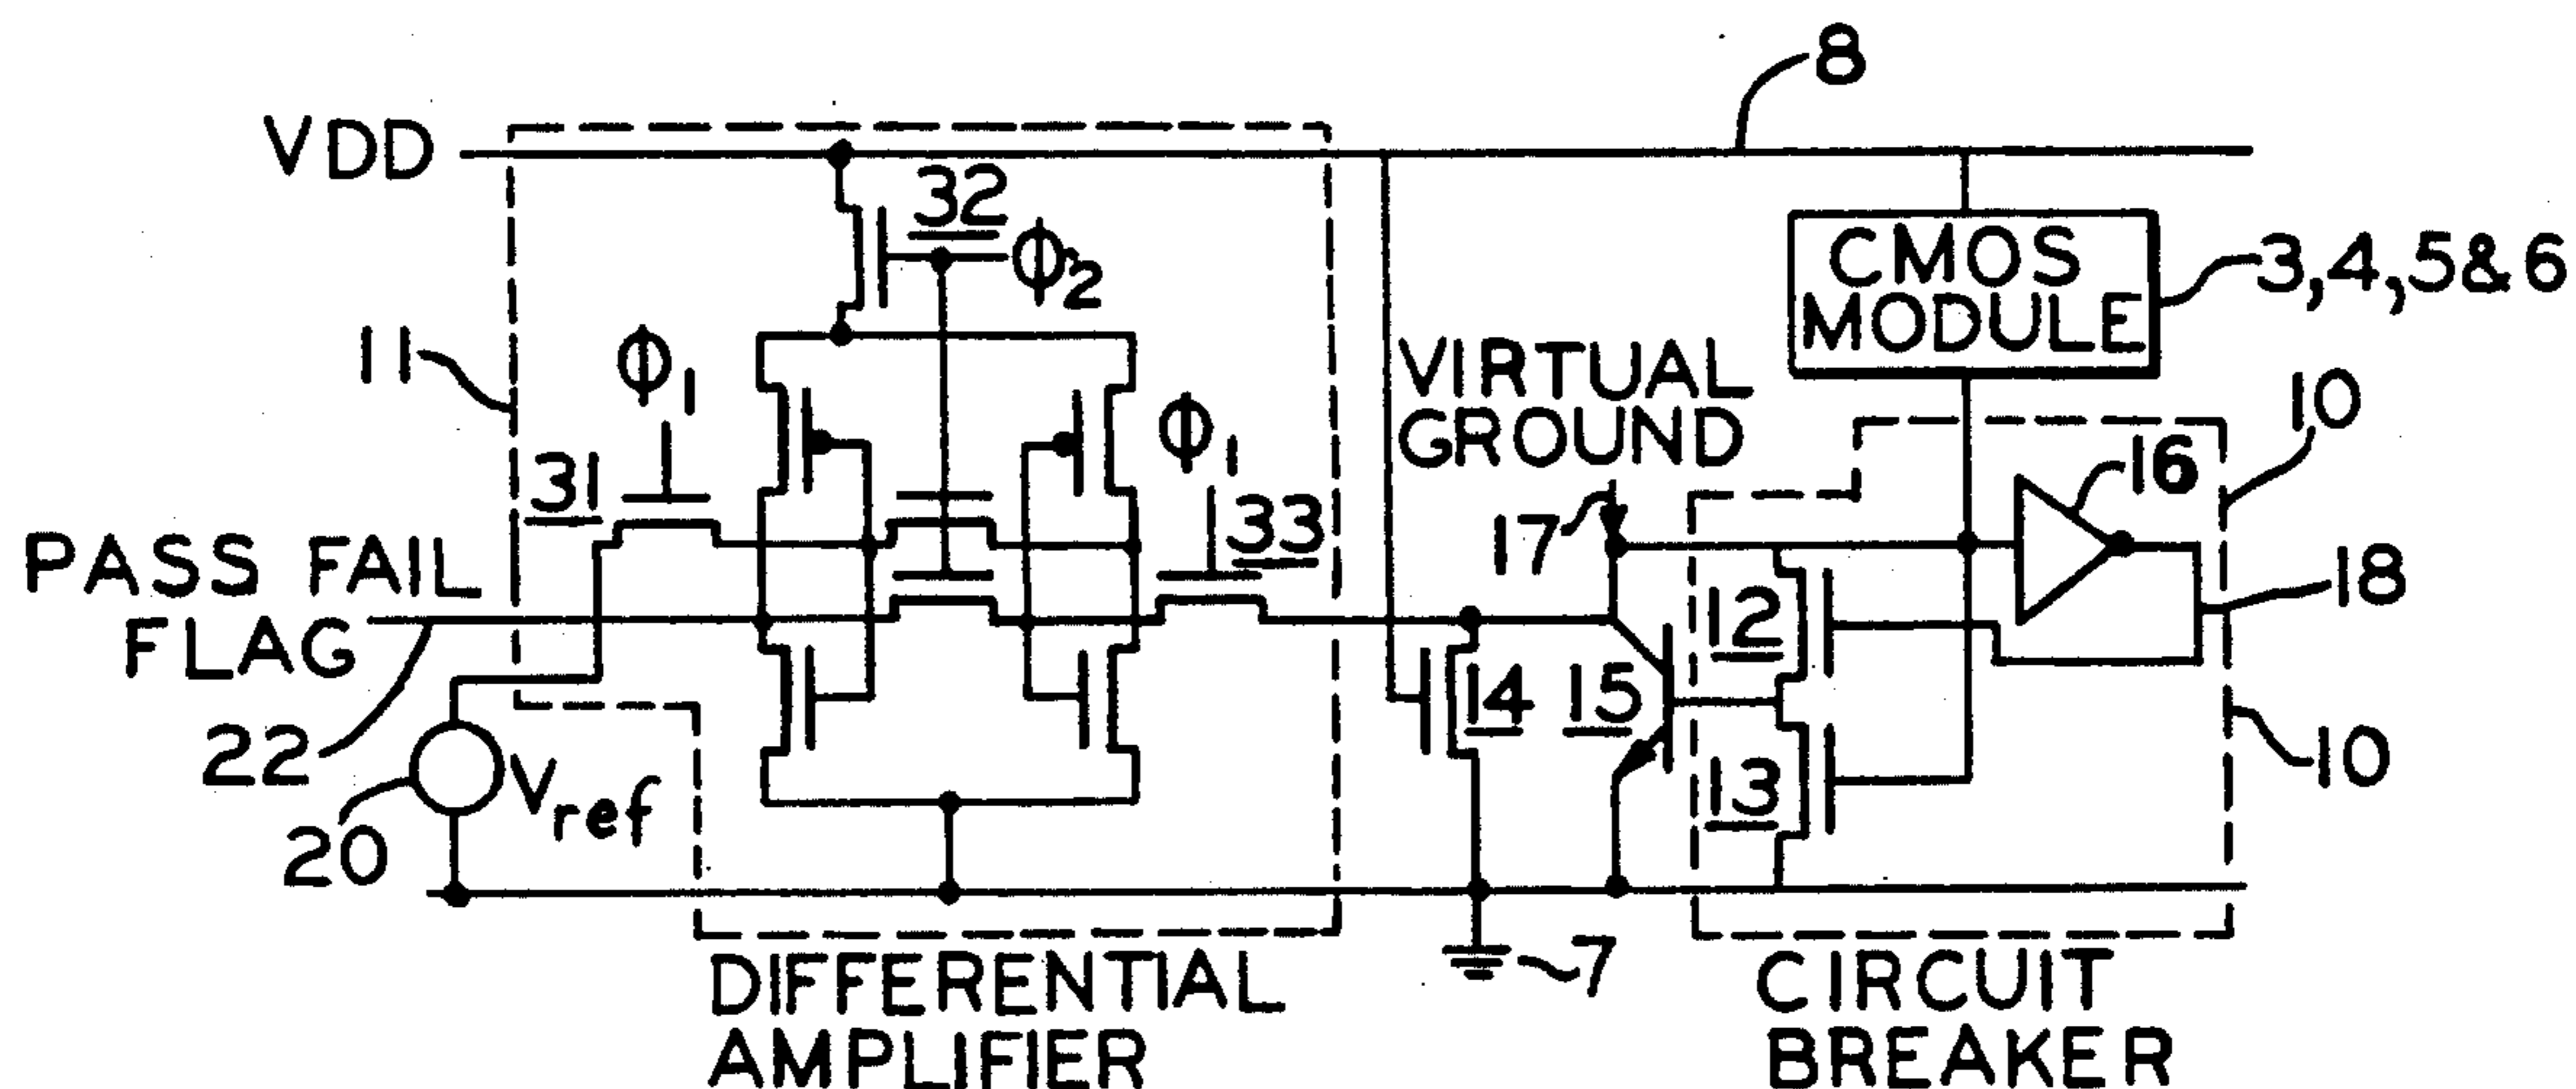 8
VDD
32
Φ2
CMOS
MODULE
3,4,5&6
11
Φ1
VIRTUAL
GROUND
Φ1
10
16
31
33
17
PASS FAIL
FLAG
18
12
22
14
15
10
20
Vref
13
7
DIFFERENTIAL
AMPLIFIER
CIRCUIT
BREAKER